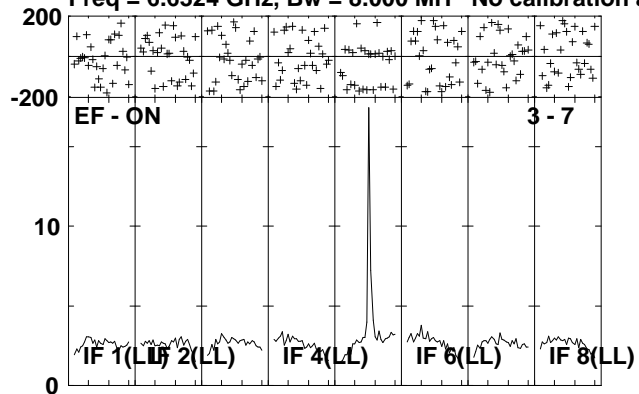 Freq = 6.6524 GHz, Bw = 8.000 MH No calibration a
200
-200
EF - ON 3 - 7
10
IF 1(LL) IF 2(LL) IF 4(LL) IF 6(LL) IF 8(LL)
0